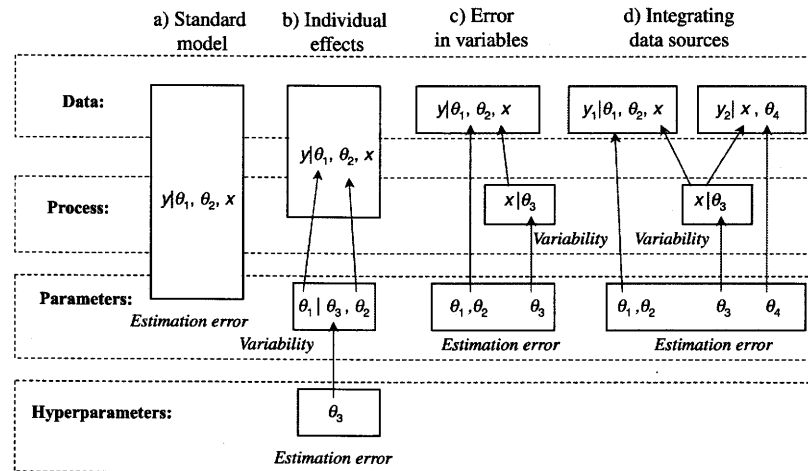 a) Standard model
b) Individual effects
c) Error in variables
d) Integrating data sources
Data:
y|θ₁, θ₂, x
y|θ₁, θ₂, x
y₁|θ₁, θ₂, x
y₂| x , θ₄
Process:
y|θ₁, θ₂, x
x|θ₃
x|θ₃
Variability
Variability
Parameters:
θ₁ | θ₃ , θ₂
θ₁ ,θ₂
θ₃
θ₁ ,θ₂
θ₃
θ₄
Estimation error
Variability
Estimation error
Estimation error
Hyperparameters:
θ₃
Estimation error